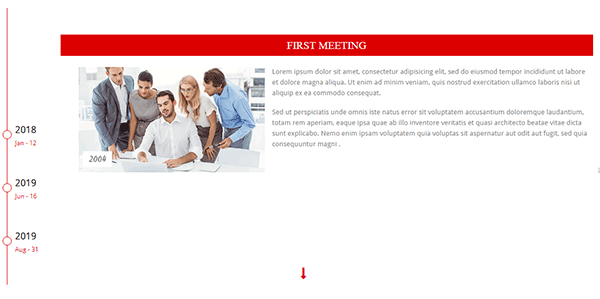 FIRST MEETING
Lorem ipsum dolor sit amet, consectetur adipisicing elit, sed do eiusmod tempor incididunt ut labore
et dolore magna aliqua. Ut enim ad minim veniam, quis nostrud exercitation ullamco laboris nisi ut
aliquip ex ea commodo consequat.
Sed ut perspiciatis unde omnis iste natus error sit voluptatem accusantium doloremque laudantium,
totam rem aperiam, eaque ipsa quae ab illo inventore veritatis et quasi architecto beatae vitae dicta
sunt explicabo. Nemo enim ipsam voluptatem quia voluptas sit aspernatur aut odit aut fugit, sed quia
consequuntur magni .
2004
2018
Jan - 12
2019
Jun - 16
2019
Aug - 31